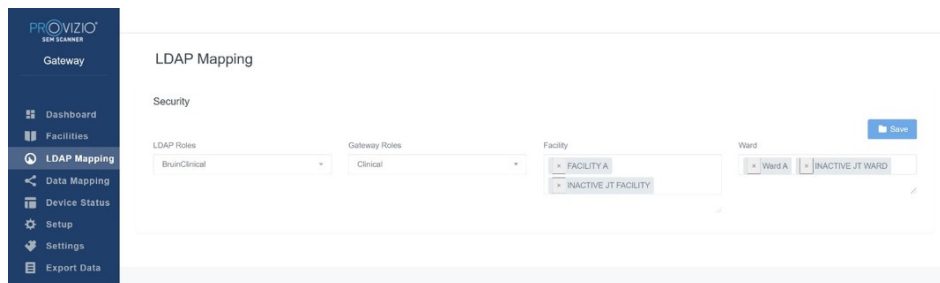 PROVIZIO®
SEM SCANNER
Gateway
Dashboard
Facilities
LDAP Mapping
Data Mapping
Device Status
Setup
Settings
Export Data
LDAP Mapping
Security
Save
LDAP Roles
Gateway Roles
Facility
Ward
BruinClinical
Clinical
× FACILITY A
× INACTIVE JT FACILITY
× Ward A × INACTIVE JT WARD